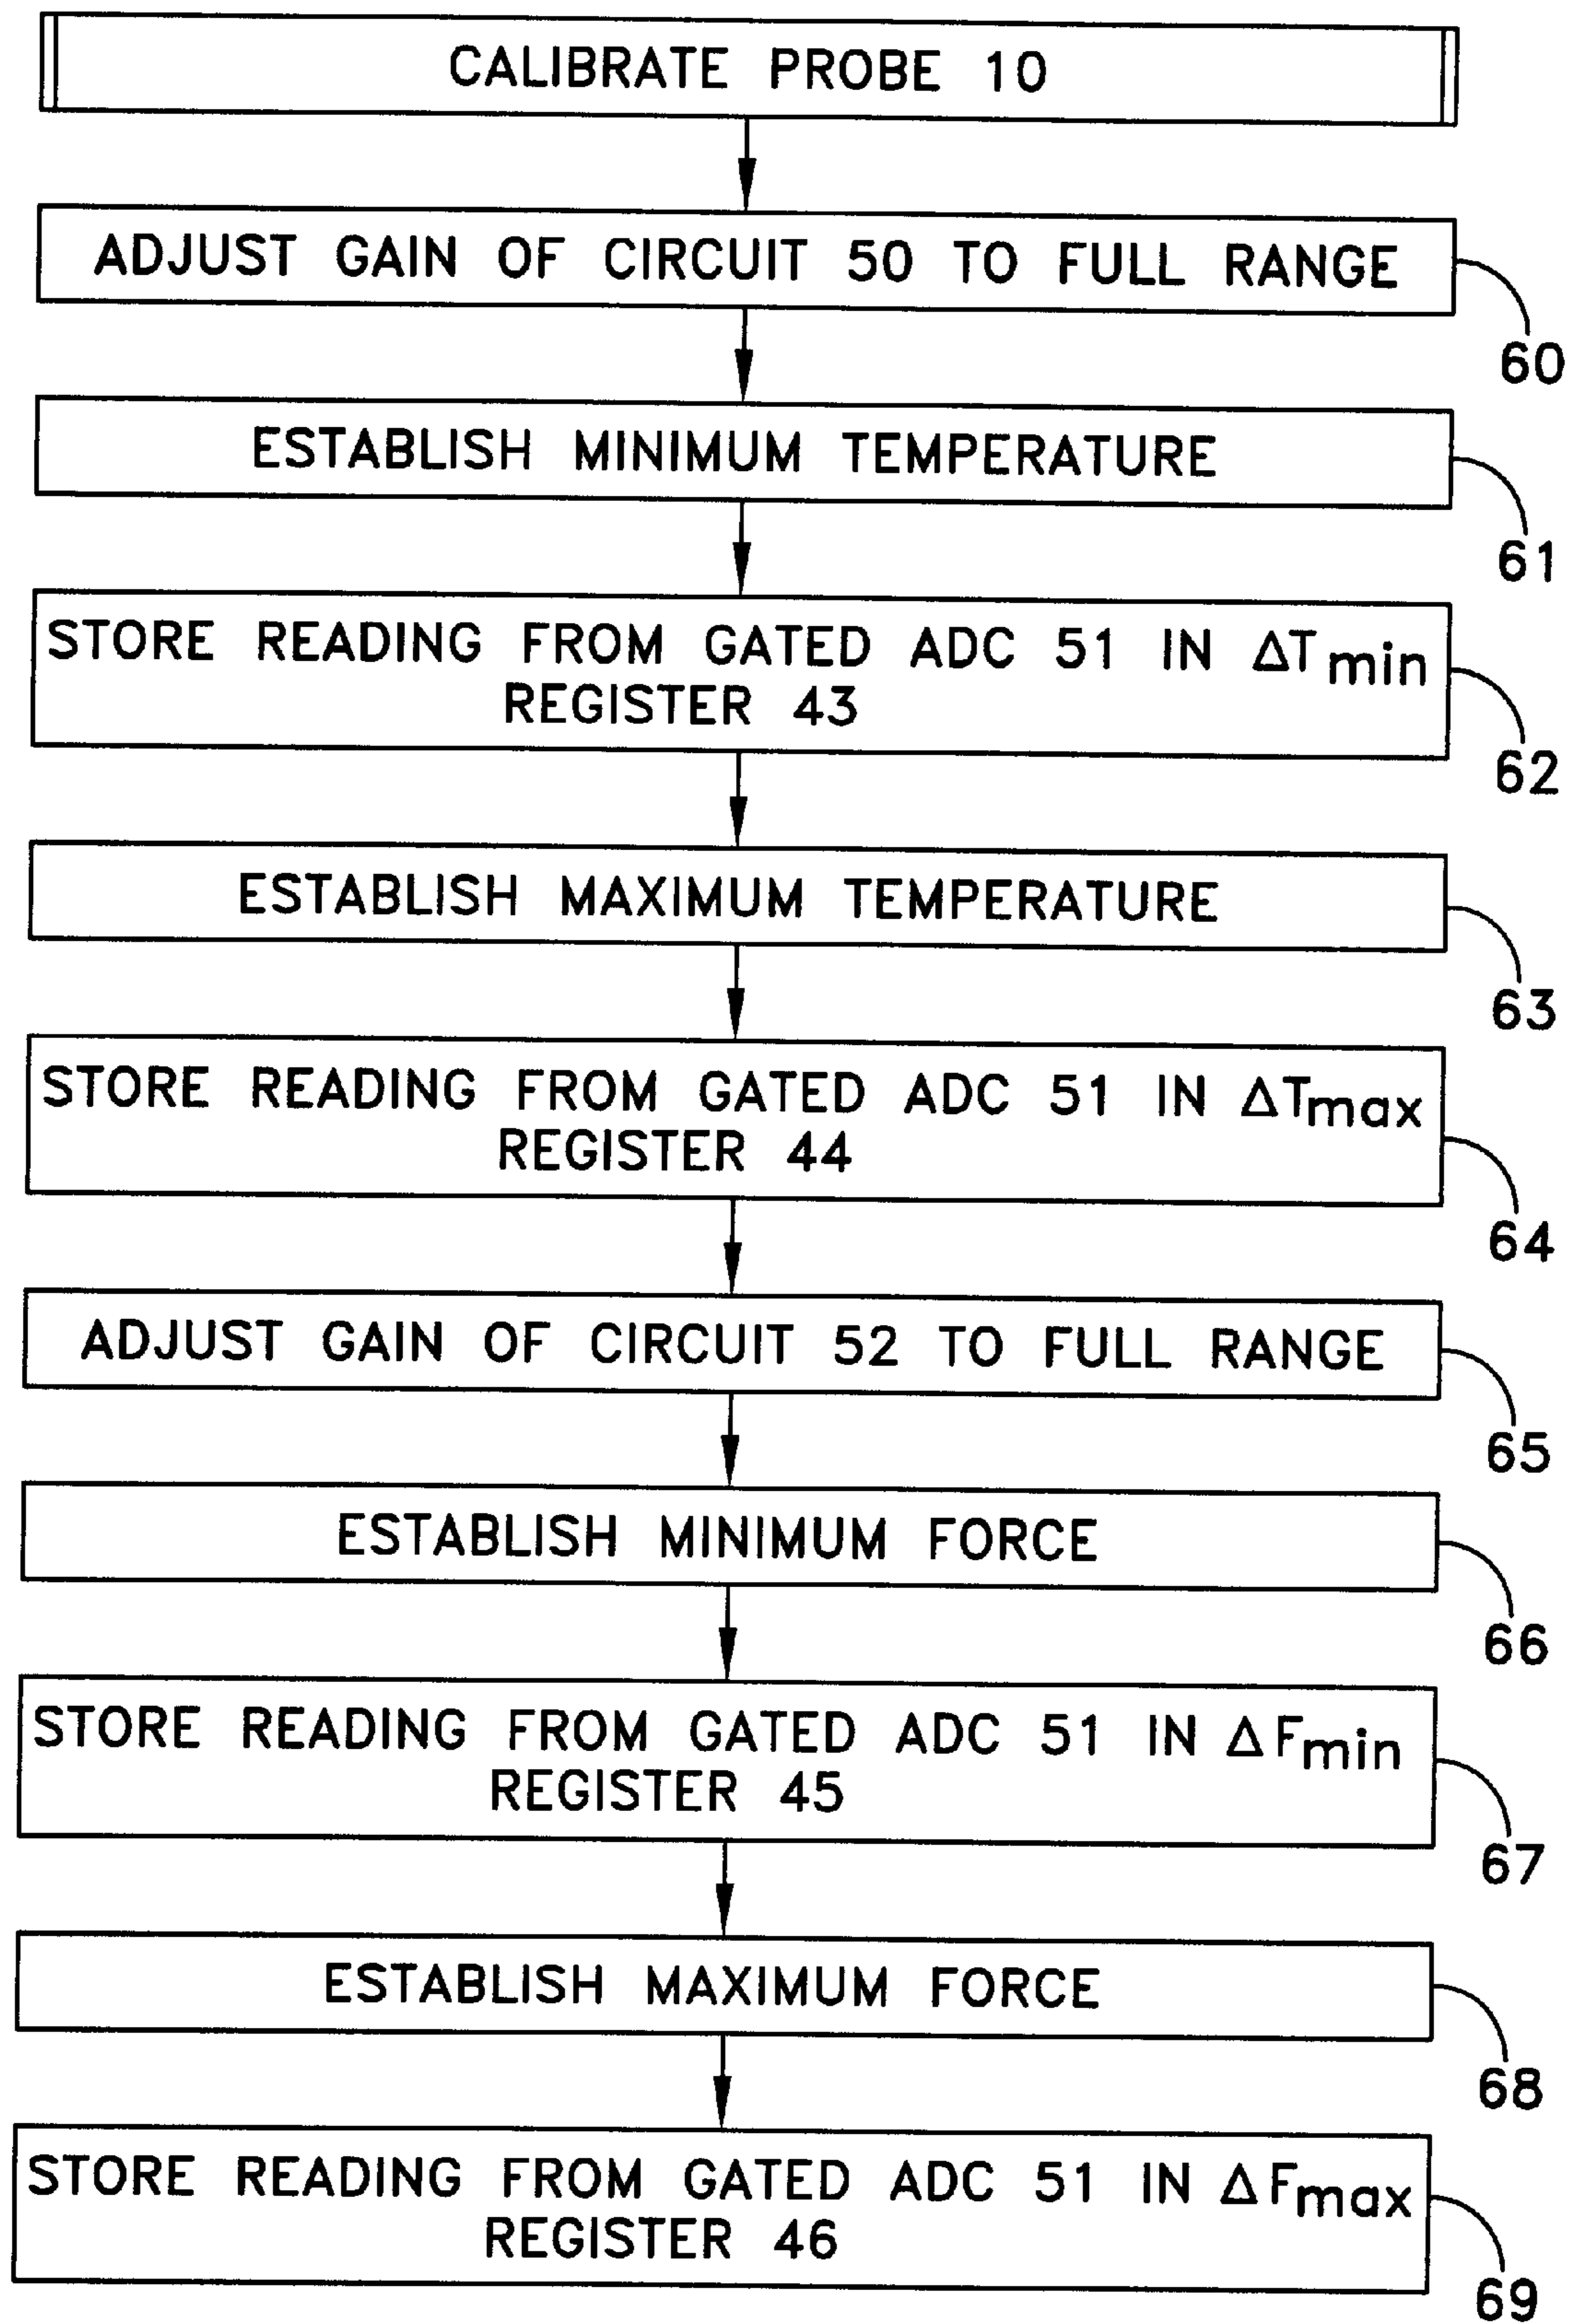 CALIBRATE PROBE 10
ADJUST GAIN OF CIRCUIT 50 TO FULL RANGE
60
ESTABLISH MINIMUM TEMPERATURE
61
STORE READING FROM GATED ADC 51 IN ΔTmin
REGISTER 43
62
ESTABLISH MAXIMUM TEMPERATURE
63
STORE READING FROM GATED ADC 51 IN ΔTmax
REGISTER 44
64
ADJUST GAIN OF CIRCUIT 52 TO FULL RANGE
65
ESTABLISH MINIMUM FORCE
66
STORE READING FROM GATED ADC 51 IN ΔFmin
REGISTER 45
67
ESTABLISH MAXIMUM FORCE
68
STORE READING FROM GATED ADC 51 IN ΔFmax
REGISTER 46
69